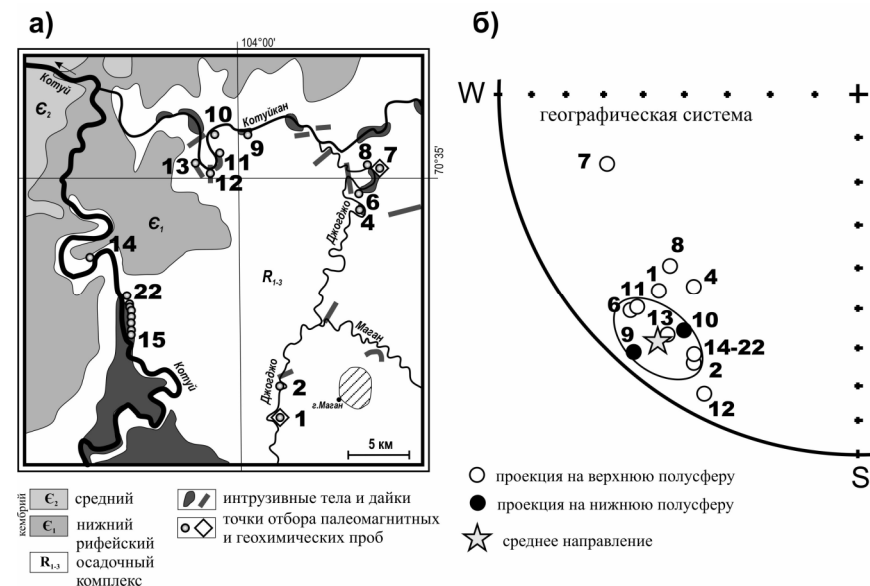 а)
104°00'
Котуй
Котуйкан
Є2
10
9
8
7
70°35'
13
11
12
6
4
Джогджо
Є1
14
R1-3
22
15
Маган
Котуй
Джогджо
2
г.Маган
1
5 км
кембрий
Є2 средний
Є1 нижний
рифейский
R1-3 осадочный
комплекс
интрузивные тела и дайки
точки отбора палеомагнитных
и геохимических проб
б)
W
географическая система
7
8
1
4
11
6
13
10
9
14-22
2
12
S
проекция на верхнюю полусферу
проекция на нижнюю полусферу
среднее направление